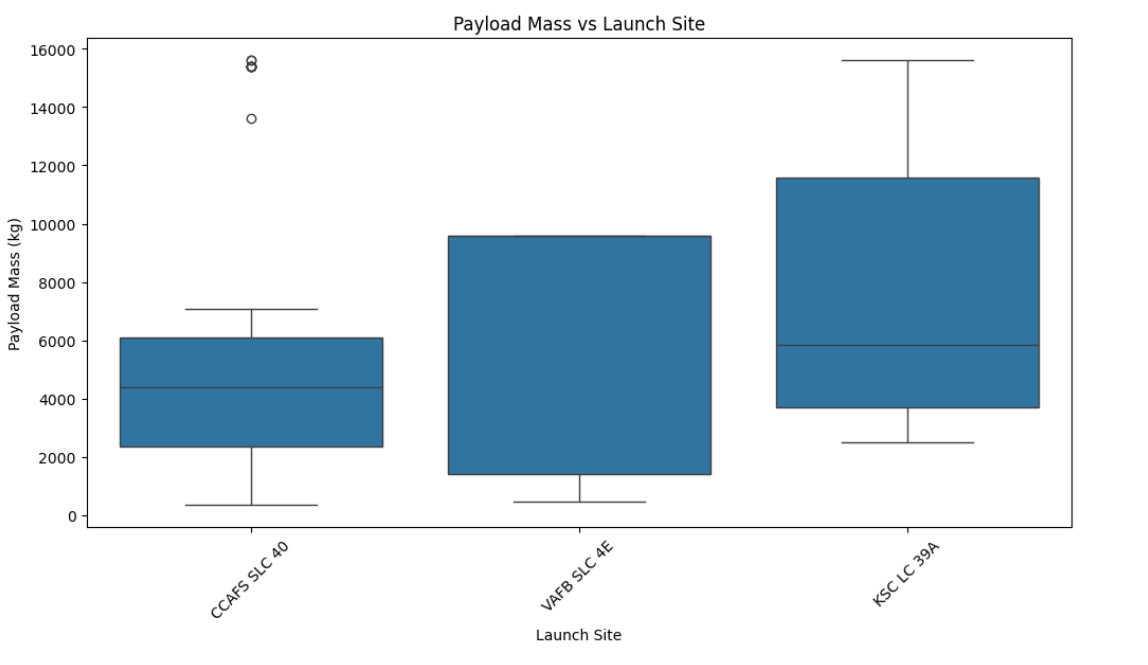 Payload Mass vs Launch Site
16000
14000
12000
10000
8000
6000
4000
2000
0
Payload Mass (kg)
CCAFS SLC 40
VAFB SLC 4E
KSC LC 39A
Launch Site